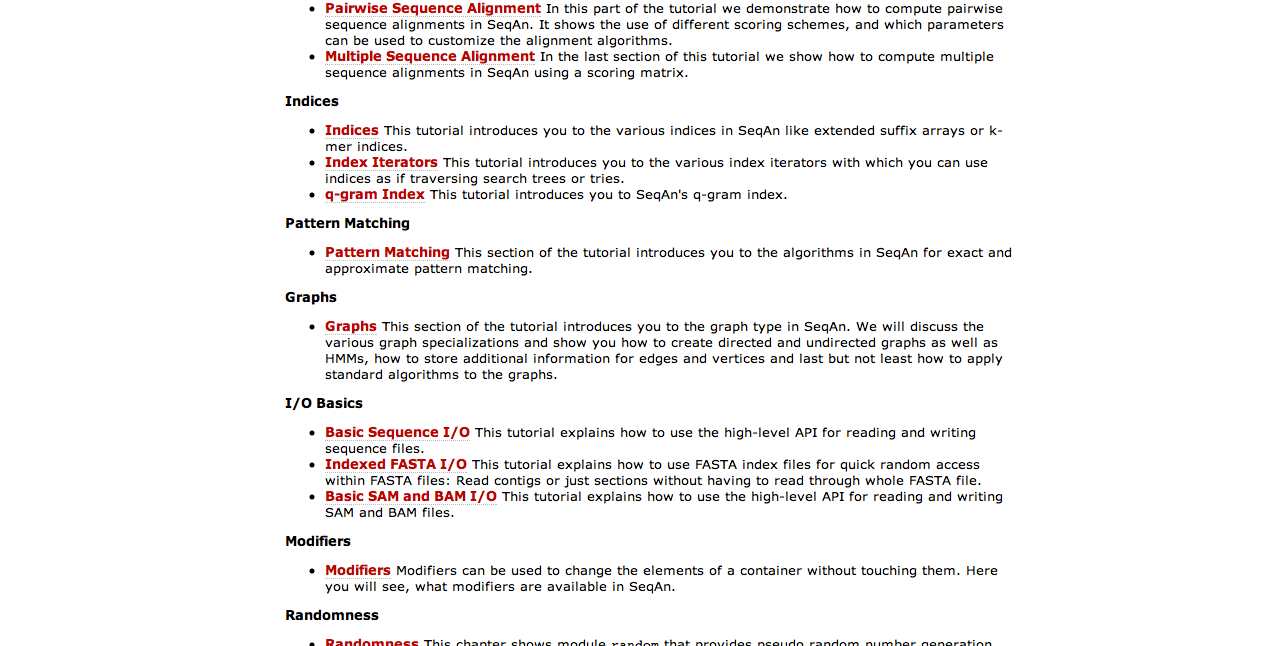 Pairwise Sequence Alignment In this part of the tutorial we demonstrate how to compute pairwise
sequence alignments in SeqAn. It shows the use of different scoring schemes, and which parameters
can be used to customize the alignment algorithms.
Multiple Sequence Alignment In the last section of this tutorial we show how to compute multiple
sequence alignments in SeqAn using a scoring matrix.
Indices
Indices This tutorial introduces you to the various indices in SeqAn like extended suffix arrays or k-
mer indices.
Index Iterators This tutorial introduces you to the various index iterators with which you can use
indices as if traversing search trees or tries.
q-gram Index This tutorial introduces you to SeqAn's q-gram index.
Pattern Matching
Pattern Matching This section of the tutorial introduces you to the algorithms in SeqAn for exact and
approximate pattern matching.
Graphs
Graphs This section of the tutorial introduces you to the graph type in SeqAn. We will discuss the
various graph specializations and show you how to create directed and undirected graphs as well as
HMMs, how to store additional information for edges and vertices and last but not least how to apply
standard algorithms to the graphs.
I/O Basics
Basic Sequence I/O This tutorial explains how to use the high-level API for reading and writing
sequence files.
Indexed FASTA I/O This tutorial explains how to use FASTA index files for quick random access
within FASTA files: Read contigs or just sections without having to read through whole FASTA file.
Basic SAM and BAM I/O This tutorial explains how to use the high-level API for reading and writing
SAM and BAM files.
Modifiers
Modifiers Modifiers can be used to change the elements of a container without touching them. Here
you will see, what modifiers are available in SeqAn.
Randomness
Randomness This chapter shows module random that provides pseudo random number generation